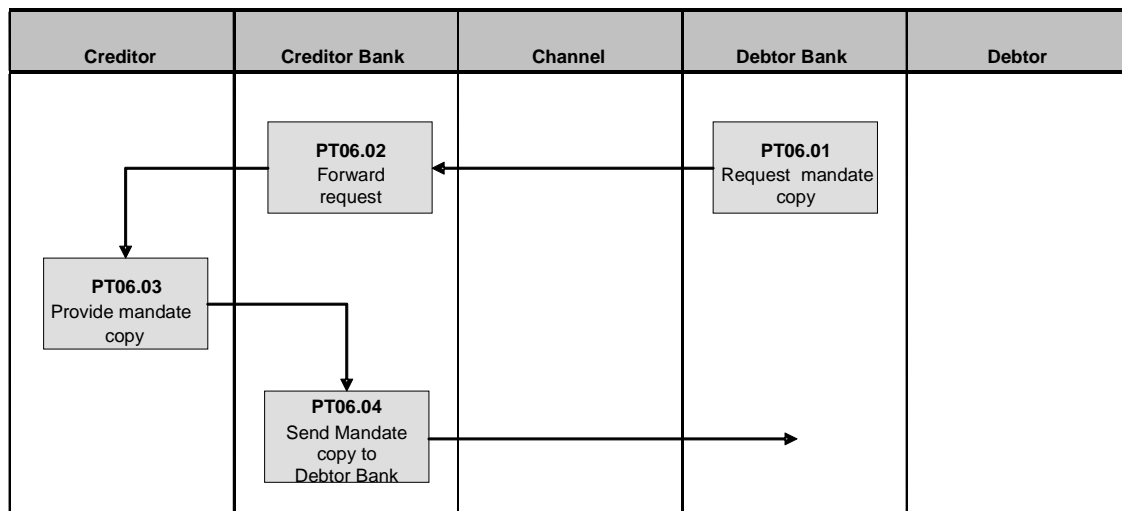 Creditor
Creditor Bank
Channel
Debtor Bank
Debtor
PT06.02
Forward
request
PT06.01
Request mandate
copy
PT06.03
Provide mandate
copy
PT06.04
Send Mandate
copy to
Debtor Bank